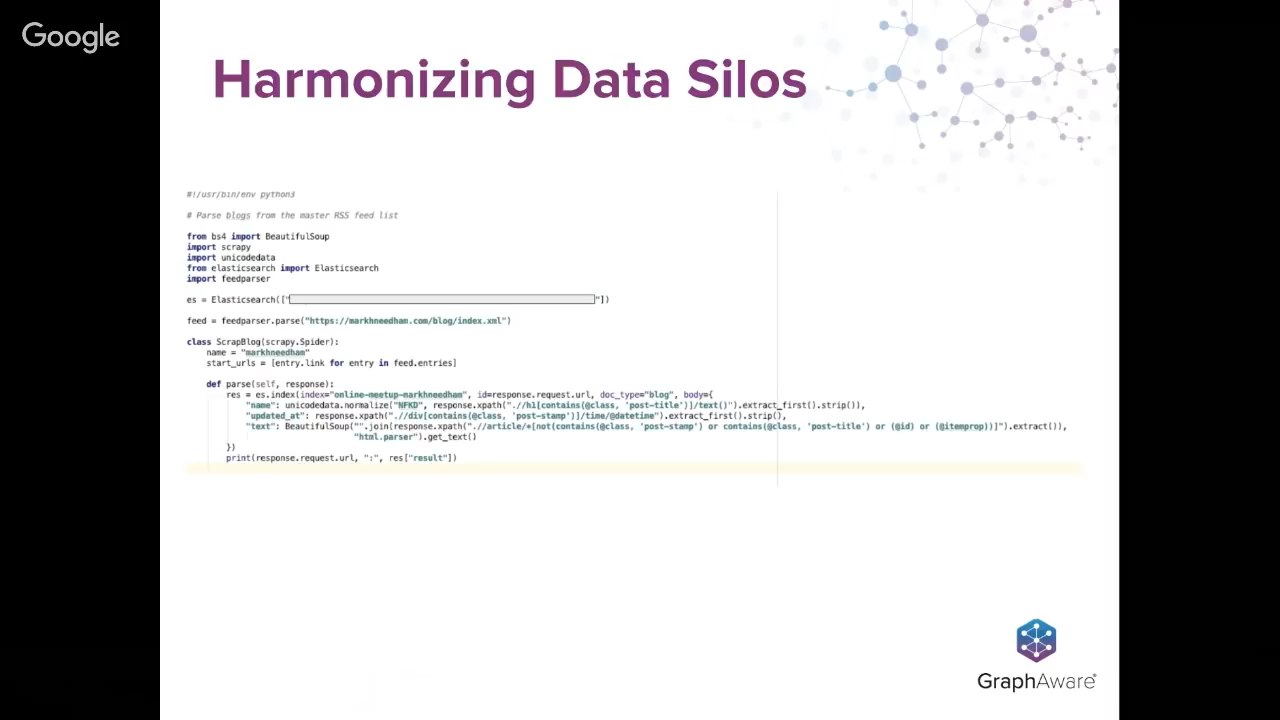 Google
Harmonizing Data Silos
#!/usr/bin/env python3
# Parse blogs from the master RSS feed list
from bs4 import BeautifulSoup
import scrapy
import unicodedata
from elasticsearch import Elasticsearch
import feedparser
es = Elasticsearch([""])
feed = feedparser.parse("https://markhneedham.com/blog/index.xml")
class ScrapBlog(scrapy.Spider):
name = "markhneedham"
start_urls = [entry.link for entry in feed.entries]
def parse(self, response):
res = es.index(index="online-meetup-markhneedham", id=response.request.url, doc_type="blog", body={
"name": unicodedata.normalize("NFKD", response.xpath(".//h1[contains(@class, 'post-title')]/text()").extract_first().strip()),
"updated_at": response.xpath(".//div[contains(@class, 'post-stamp')]/time/@datetime").extract_first().strip(),
"text": BeautifulSoup("".join(response.xpath(".//article/*[not(contains(@class, 'post-stamp') or contains(@class, 'post-title') or (@id) or (@itemprop))]").extract()),
"html.parser").get_text()
})
print(response.request.url, ":", res["result"])
GraphAware